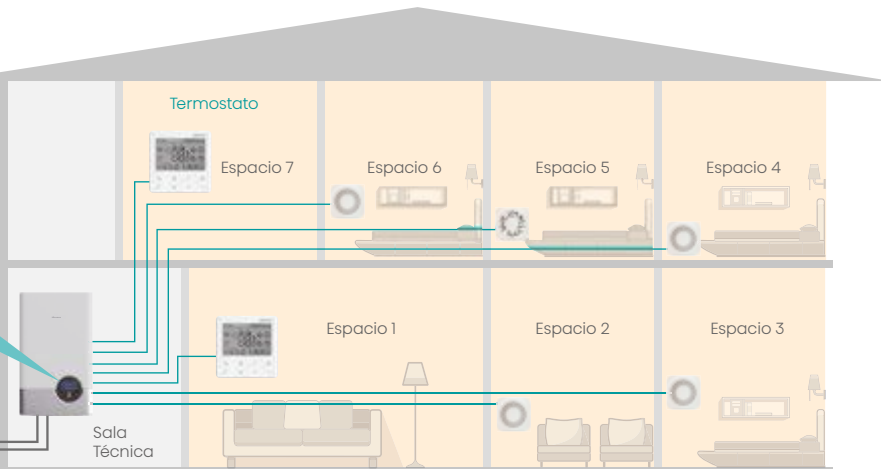 Termostato
Espacio 7
Espacio 6
Espacio 5
Espacio 4
Espacio 1
Espacio 2
Espacio 3
Sala
Técnica